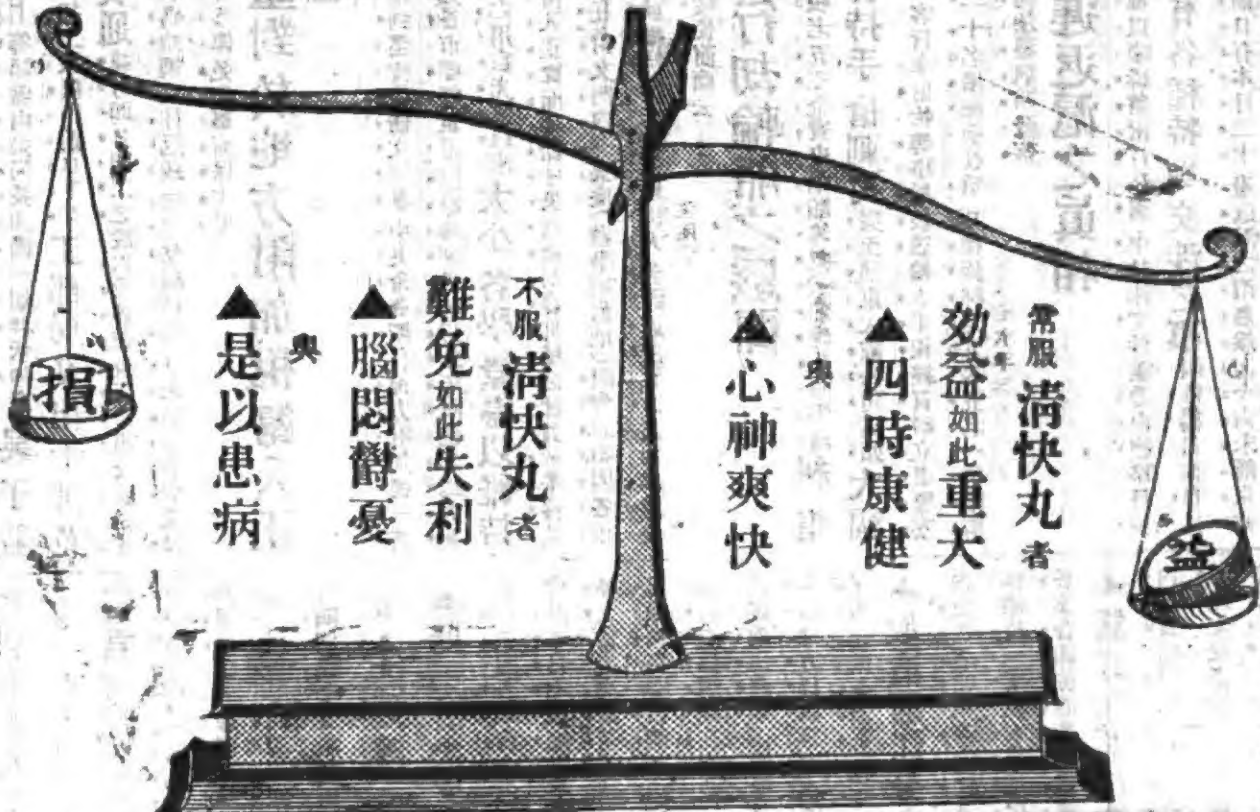 常服清快丸者
効益如此重大
▲四時康健
與
▲心神爽快
不服清快丸者
難免如此失利
▲腦悶欝憂
與
▲是以患病
益
損